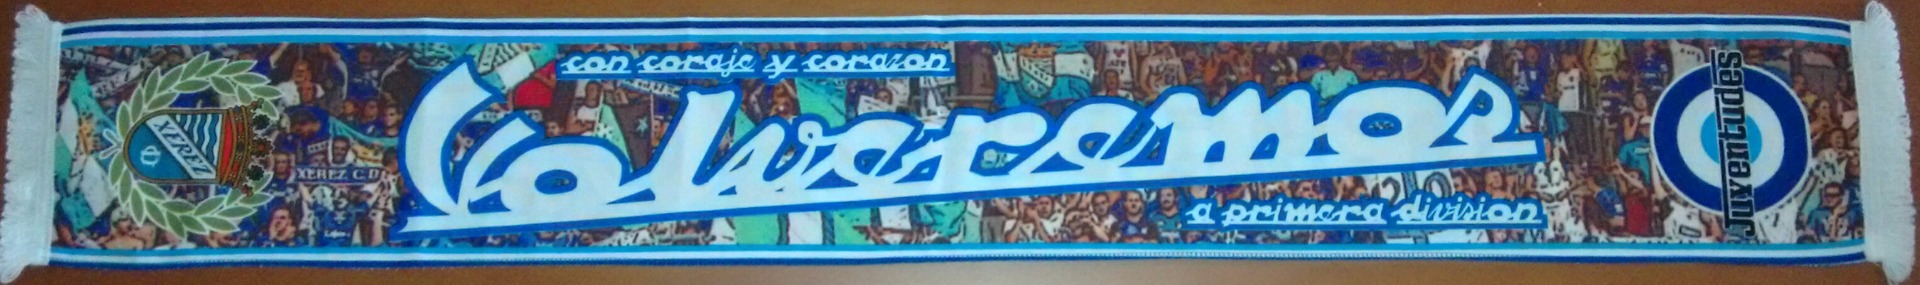 con coraje y corazon
Volveremos
a primera division
XEREZ
XEREZ C.D
Juventudes